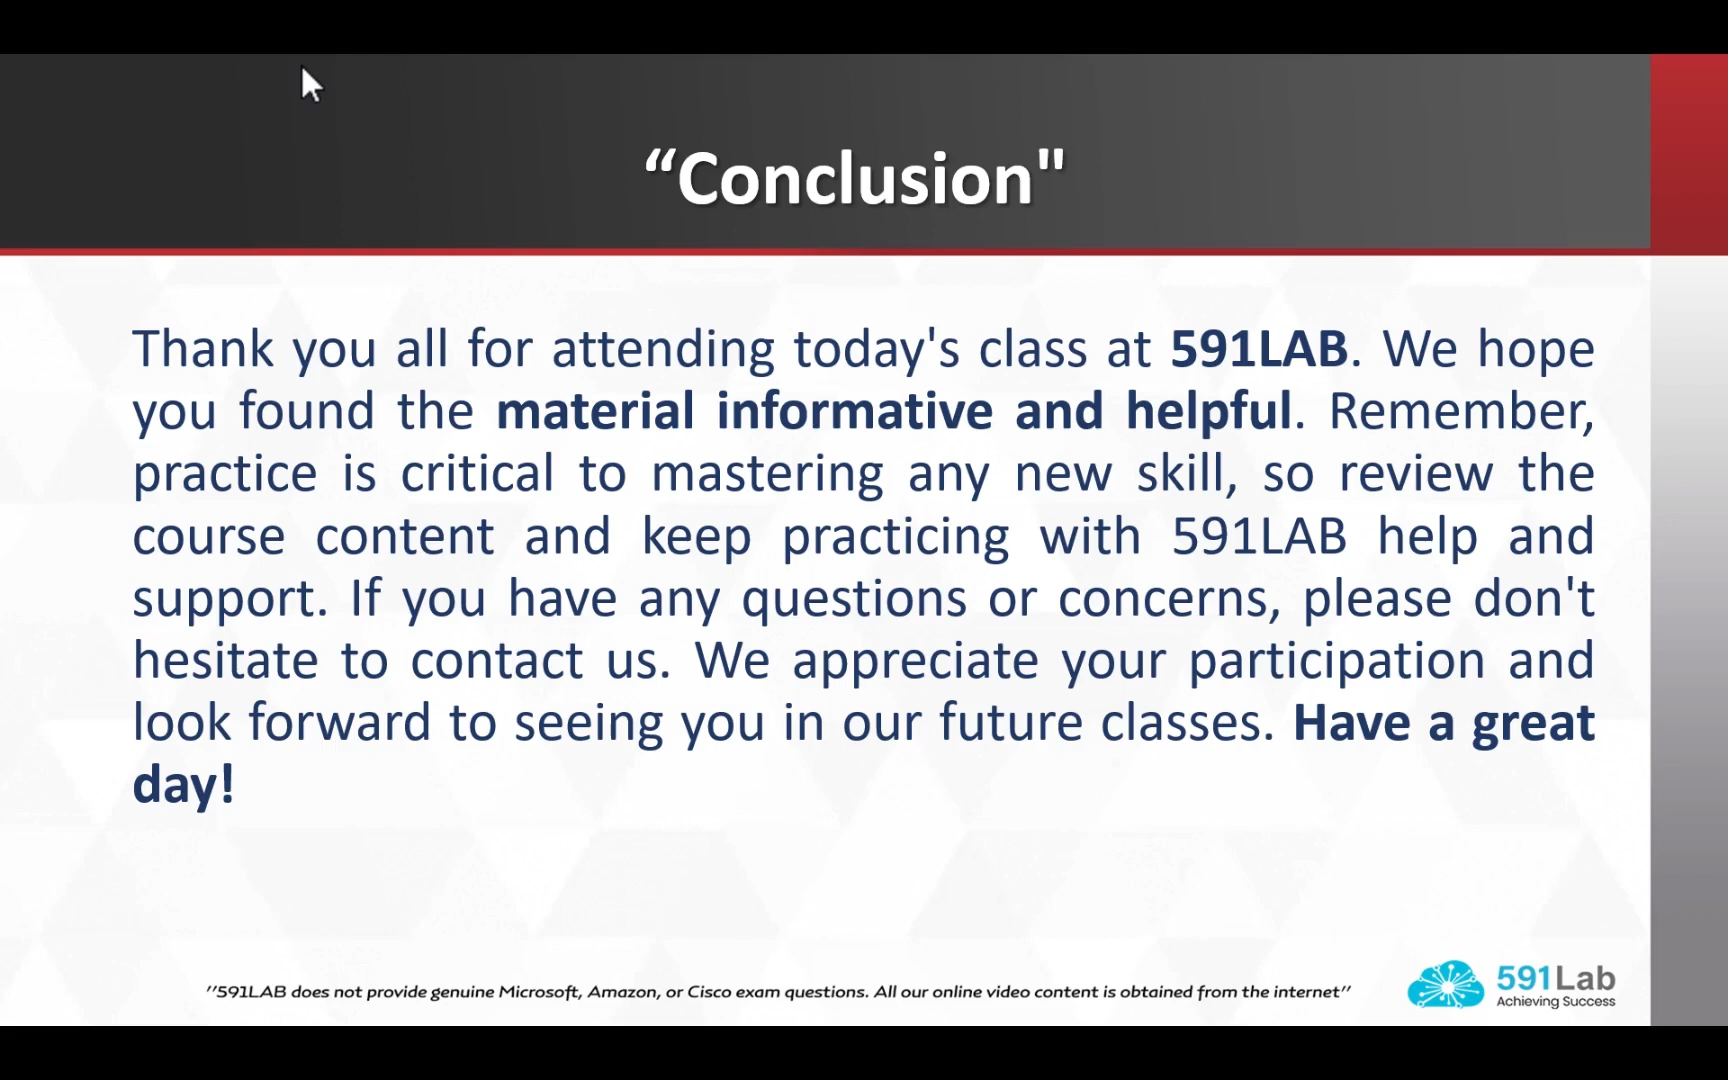 “Conclusion"
Thank you all for attending today's class at 591LAB. We hope
you found the material informative and helpful. Remember,
practice is critical to mastering any new skill, so review the
course content and keep practicing with 591LAB help and
support. If you have any questions or concerns, please don't
hesitate to contact us. We appreciate your participation and
look forward to seeing you in our future classes. Have a great
day!
''591LAB does not provide genuine Microsoft, Amazon, or Cisco exam questions. All our online video content is obtained from the internet''
591Lab
Achieving Success